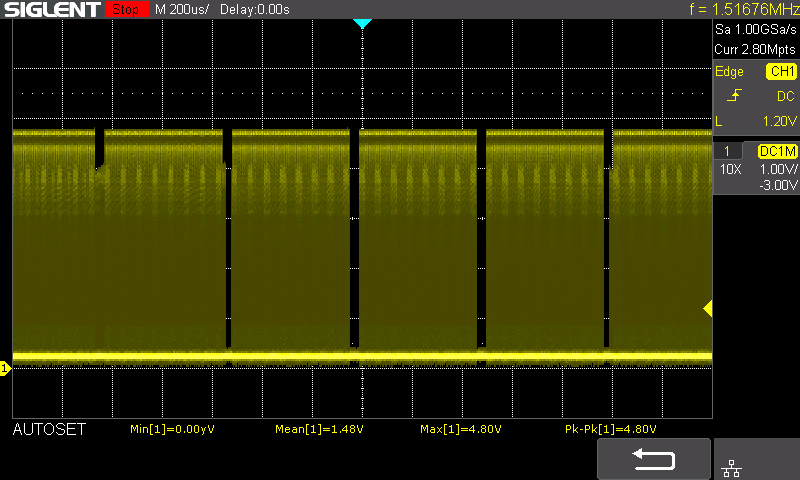 SIGLENT Stop M 200us/ Delay:0.00s f = 1.51676MHz
Sa 1.00GSa/s
Curr 2.80Mpts
Edge CH1
DC
L 1.20V
1 DC1M
10X 1.00V/
-3.00V
1
AUTOSET Min[1]=0.00yV Mean[1]=1.48V Max[1]=4.80V Pk-Pk[1]=4.80V